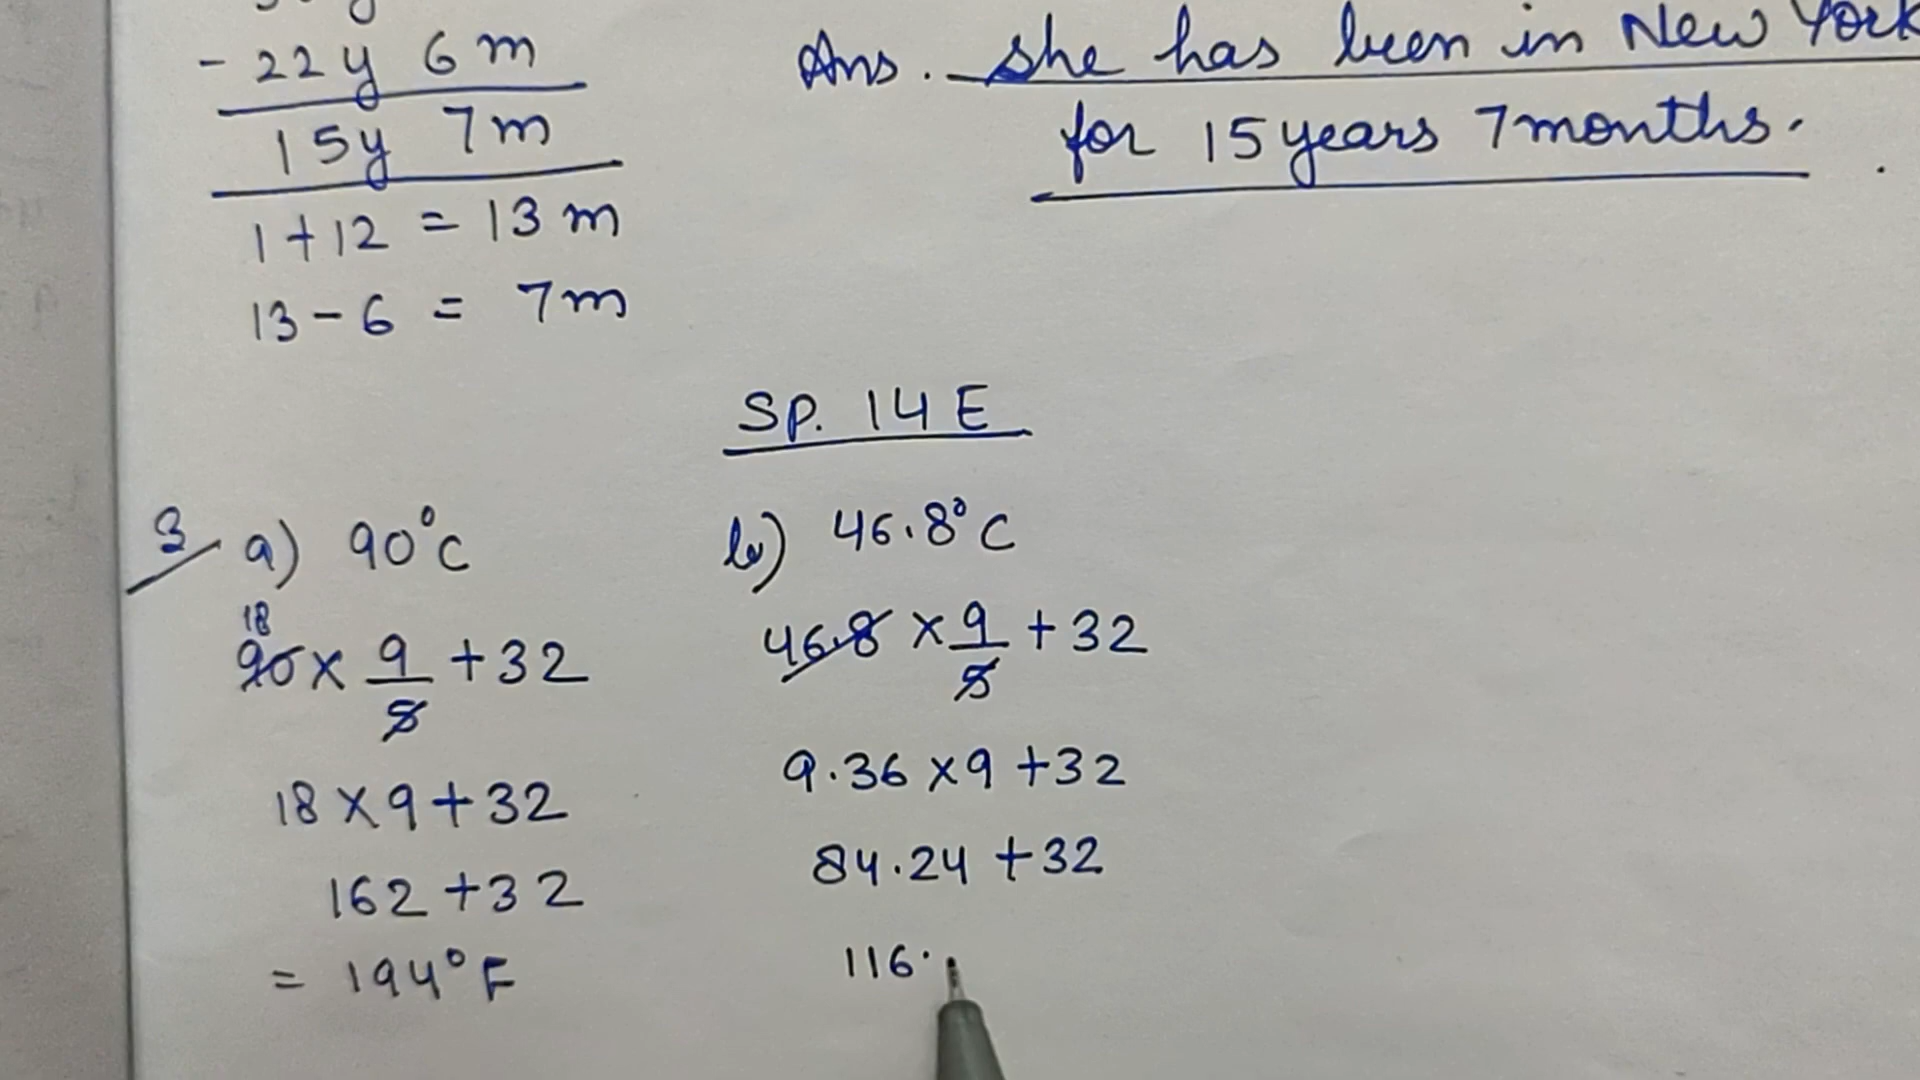 - 22y 6m
15y 7m
1+12 = 13 m
13-6 = 7m
Ans. she has been in New York
for 15 years 7 months.
SP. 14 E
3 a) 90°C
18
90 x 9/5 + 32
18 x 9 + 32
162 + 32
= 194°F
b) 46.8°C
46.8 x 9/5 + 32
9.36 x 9 + 32
84.24 + 32
116.